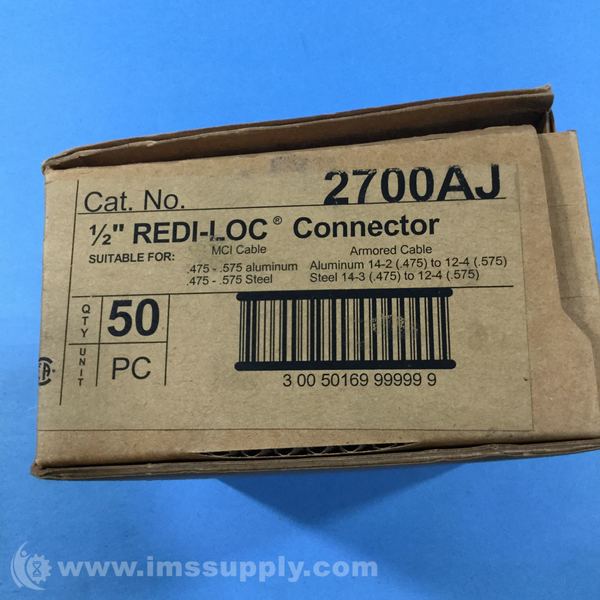 Cat. No. 2700AJ
½" REDI-LOC® Connector
SUITABLE FOR:
MCI Cable
.475 - .575 aluminum
.475 - .575 Steel
Armored Cable
Aluminum 14-2 (.475) to 12-4 (.575)
Steel 14-3 (.475) to 12-4 (.575)
QTY 50
UNIT PC
3 00 50169 99999 9
www.imssupply.com